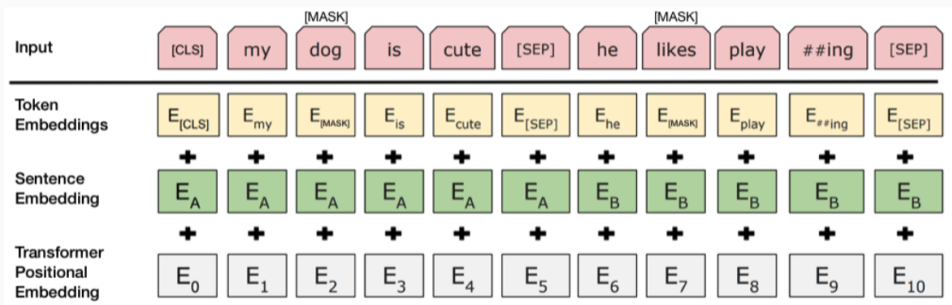 [MASK] [MASK]
Input [CLS] my dog is cute [SEP] he likes play ##ing [SEP]
Token
Embeddings
E[CLS] Emy E[MASK] Eis Ecute E[SEP] Ehe E[MASK] Eplay E##ing E[SEP]
+ + + + + + + + + + +
Sentence
Embedding
EA EA EA EA EA EA EB EB EB EB EB
+ + + + + + + + + + +
Transformer
Positional
Embedding
E0 E1 E2 E3 E4 E5 E6 E7 E8 E9 E10